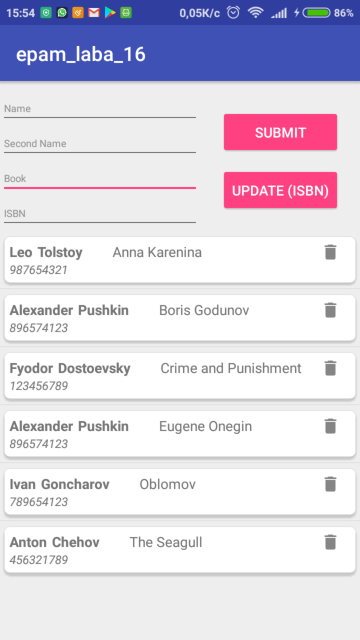 15:54 0,05K/c 86%
epam_laba_16
Name
Second Name
Book
ISBN
SUBMIT
UPDATE (ISBN)
Leo Tolstoy Anna Karenina
987654321
Alexander Pushkin Boris Godunov
896574123
Fyodor Dostoevsky Crime and Punishment
123456789
Alexander Pushkin Eugene Onegin
896574123
Ivan Goncharov Oblomov
789654123
Anton Chehov The Seagull
456321789